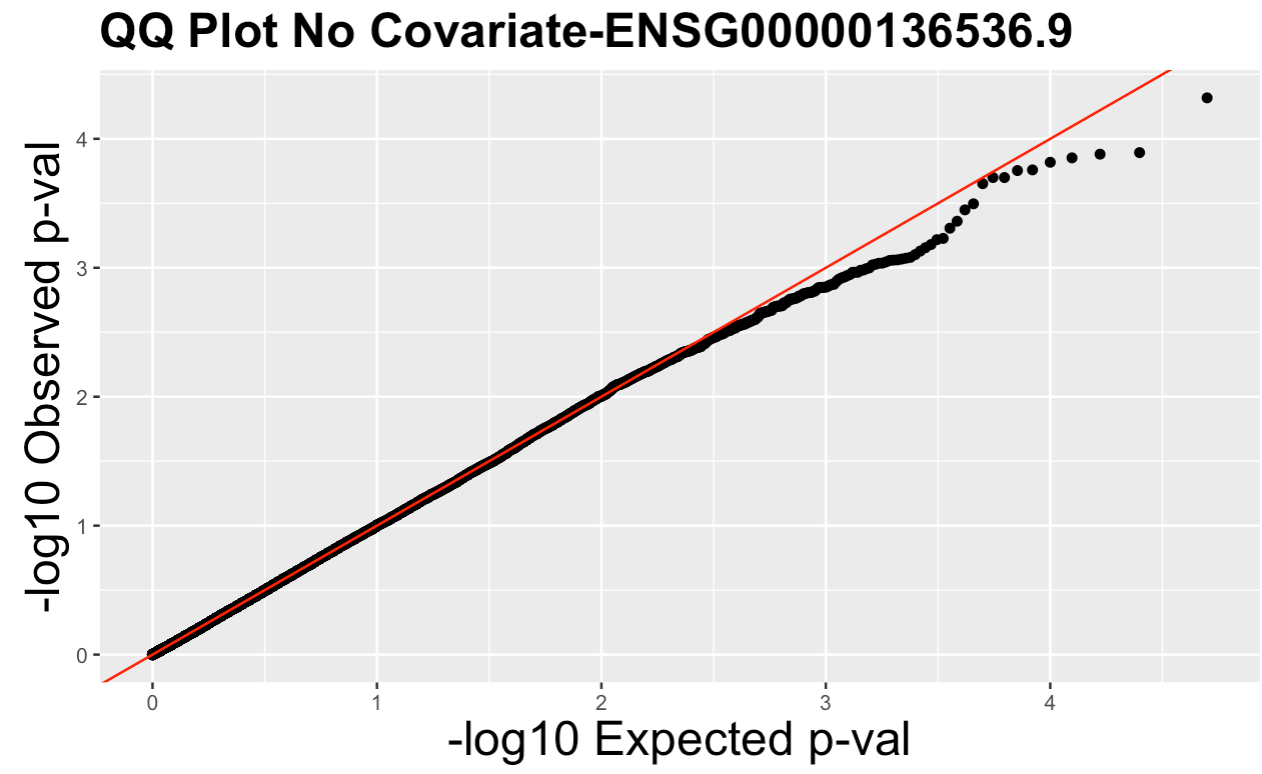 QQ Plot No Covariate-ENSG00000136536.9
-log10 Observed p-val
4
3
2
1
0
0 1 2 3 4
-log10 Expected p-val